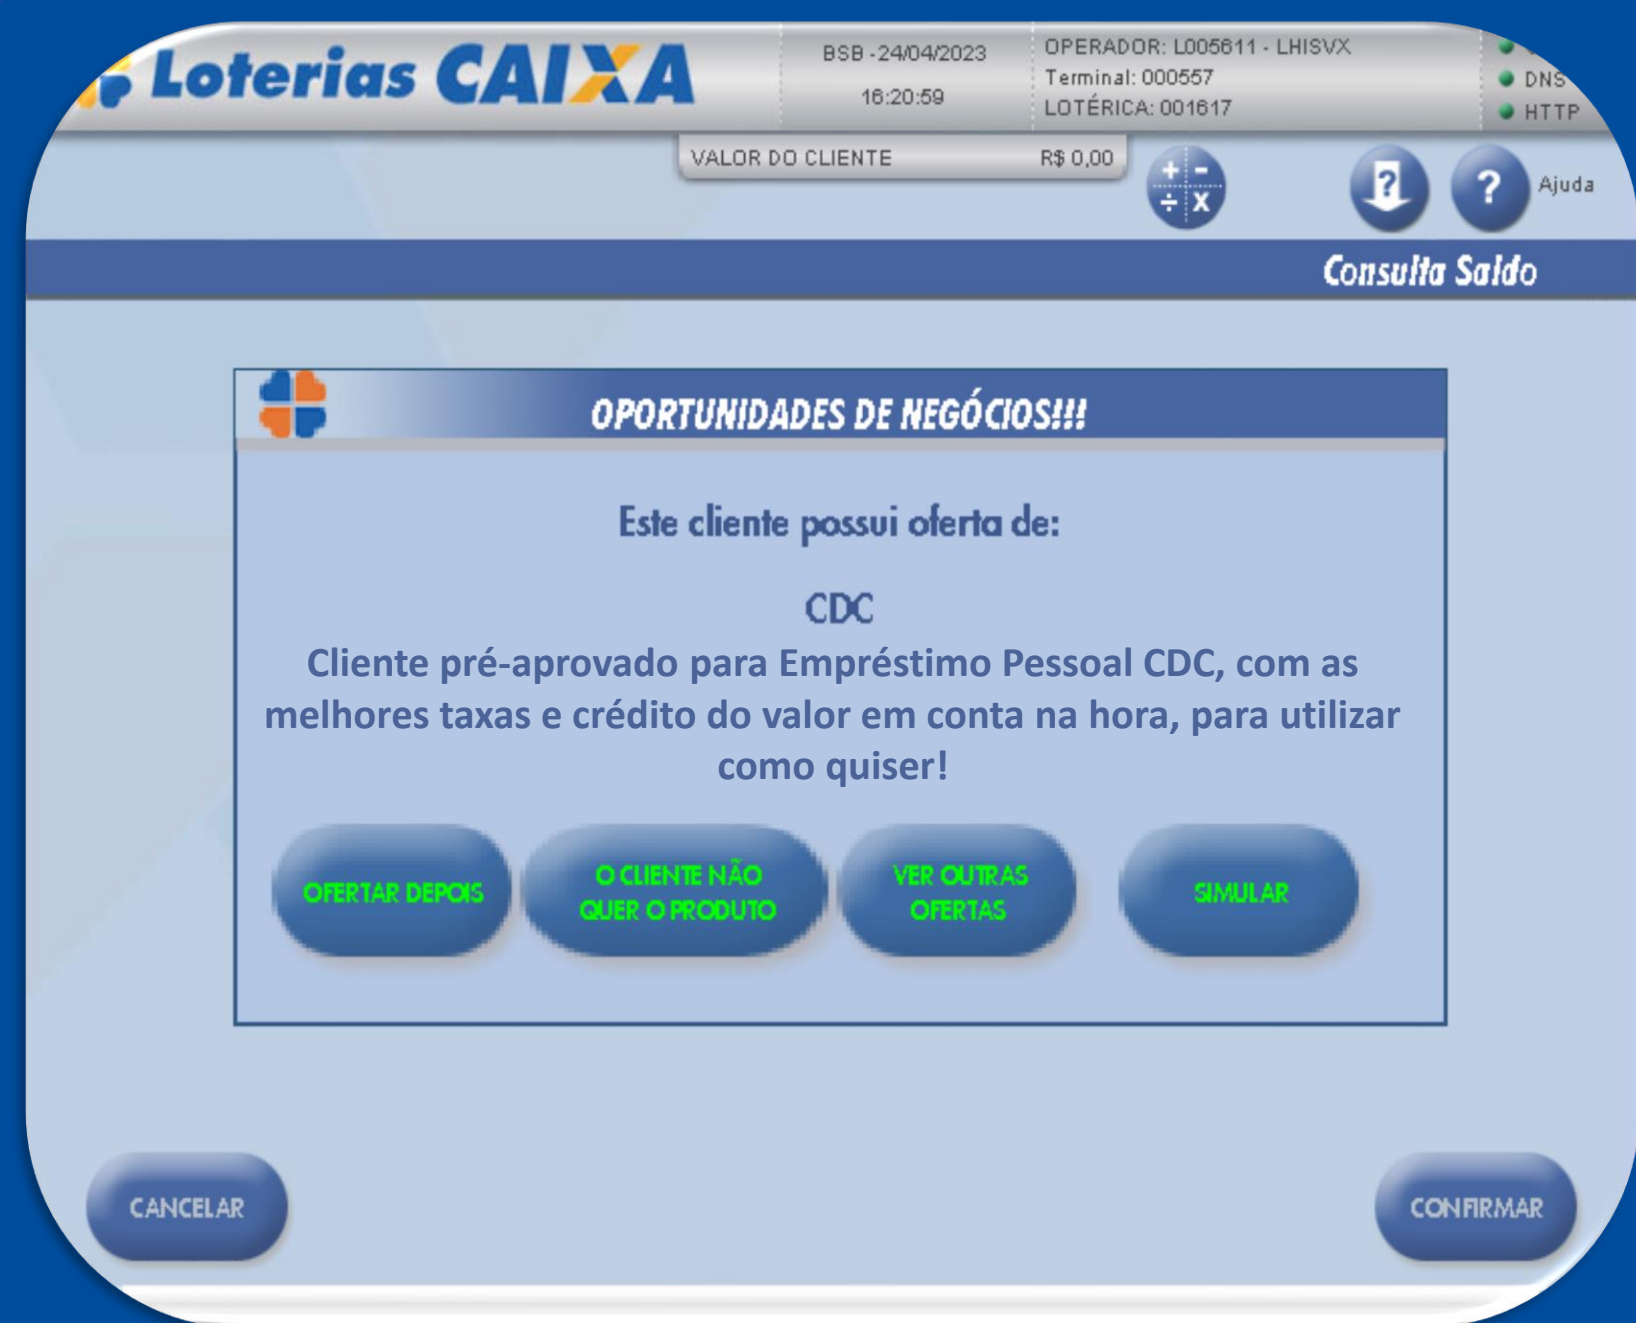 Loterias CAIXA
BSB - 24/04/2023
16:20:59
OPERADOR: L005611 - LHISVX
Terminal: 000557
LOTÉRICA: 001617
DNS
HTTP
VALOR DO CLIENTE R$ 0,00
+ -
÷ x
?
?
Ajuda
Consulta Saldo
OPORTUNIDADES DE NEGÓCIOS!!!
Este cliente possui oferta de:
CDC
Cliente pré-aprovado para Empréstimo Pessoal CDC, com as
melhores taxas e crédito do valor em conta na hora, para utilizar
como quiser!
OFERTAR DEPOIS
O CLIENTE NÃO
QUER O PRODUTO
VER OUTRAS
OFERTAS
SIMULAR
CANCELAR
CONFIRMAR